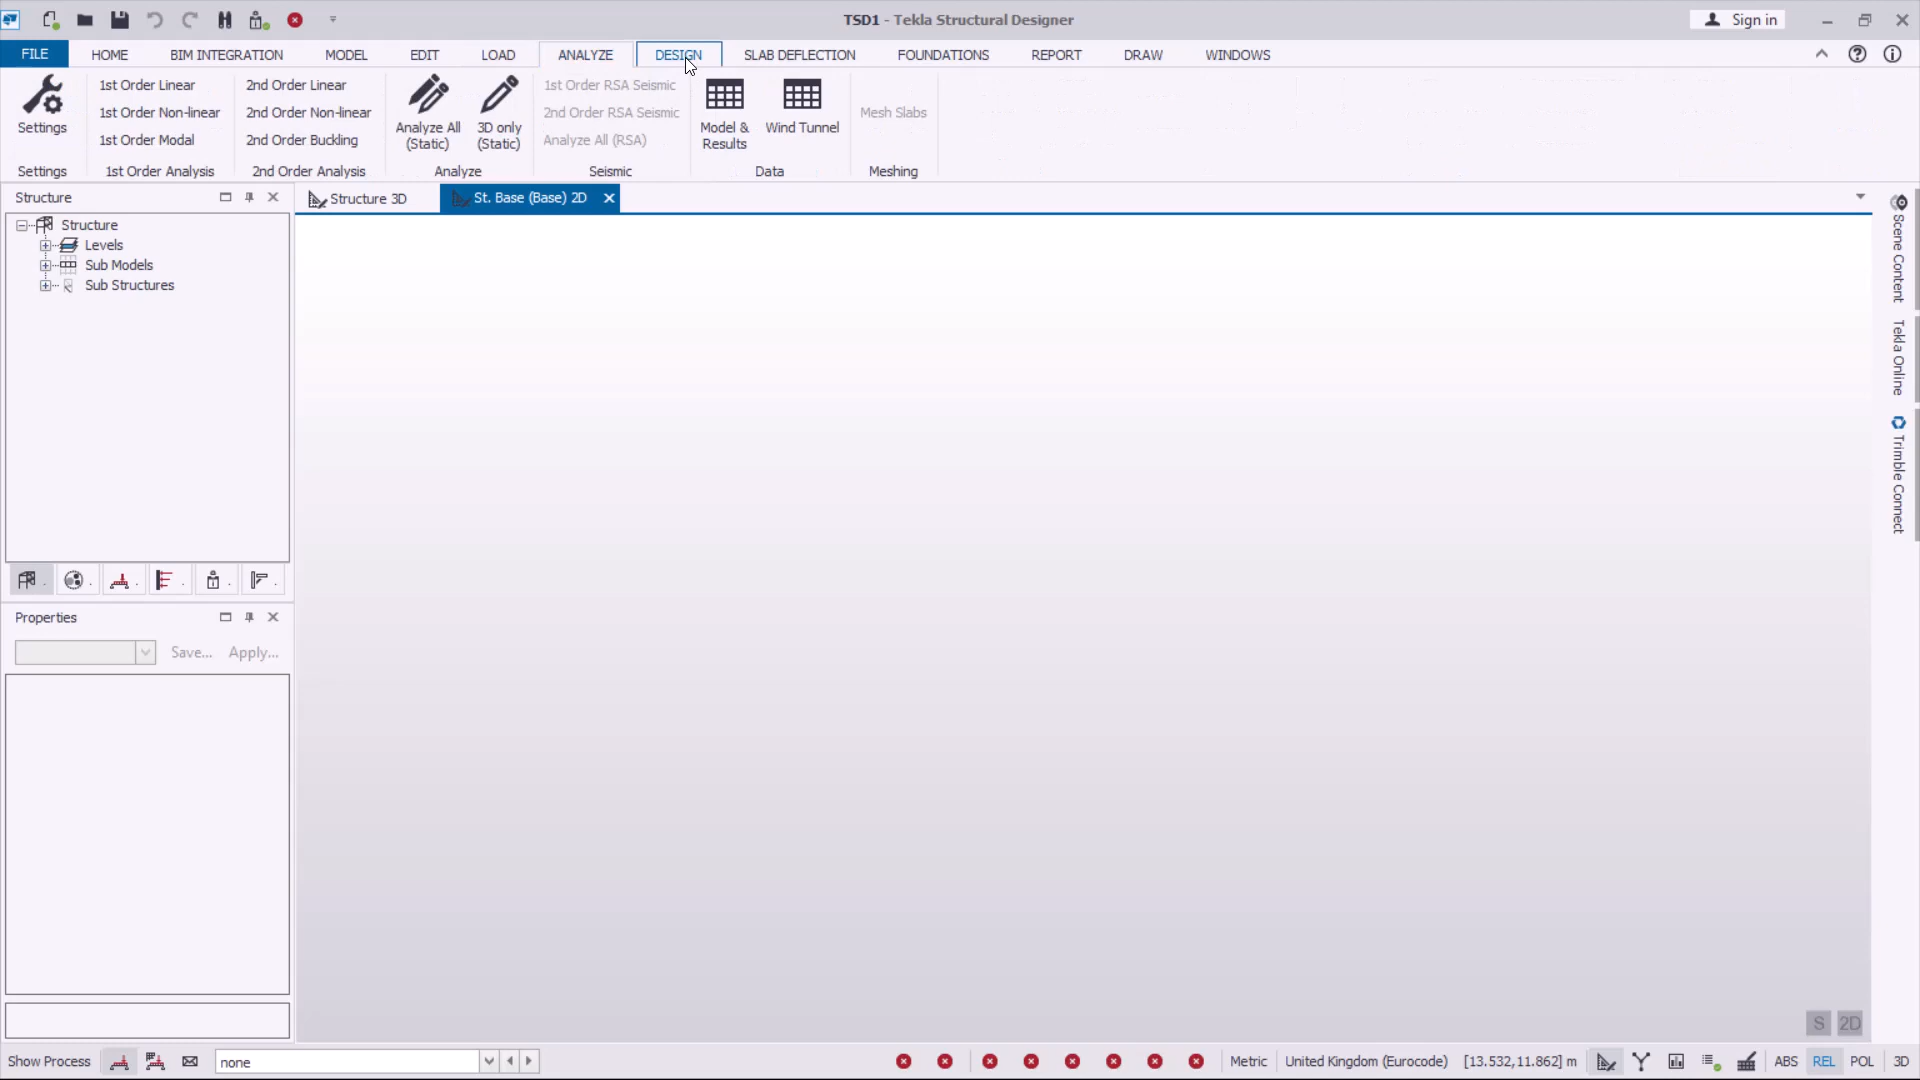 TSD1 - Tekla Structural Designer
Sign in
FILE HOME BIM INTEGRATION MODEL EDIT LOAD ANALYZE DESIGN SLAB DEFLECTION FOUNDATIONS REPORT DRAW WINDOWS
1st Order Linear 2nd Order Linear 1st Order RSA Seismic
1st Order Non-linear 2nd Order Non-linear 2nd Order RSA Seismic Mesh Slabs
Settings Analyze All 3D only Model & Wind Tunnel
1st Order Modal 2nd Order Buckling (Static) (Static) Analyze All (RSA) Results
Settings 1st Order Analysis 2nd Order Analysis Analyze Seismic Data Meshing
Structure
Structure 3D St. Base (Base) 2D
Structure
Levels
Sub Models
Sub Structures
Scene Content
Tekla Online
Trimble Connect
Properties
Save... Apply...
S 2D
Show Process none Metric United Kingdom (Eurocode) [13.532,11.862] m ABS REL POL 3D